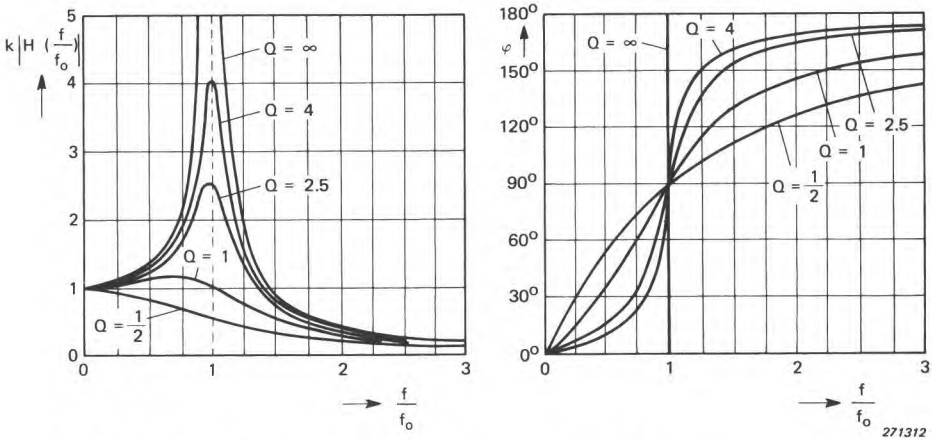 k|H (f/f₀)|
5
4
3
2
1
0
Q = ∞
Q = 4
Q = 2.5
Q = 1
Q = 1/2
0
1
2
3
f/f₀
φ
180°
150°
120°
90°
60°
30°
0°
Q = ∞
Q = 4
Q = 2.5
Q = 1
Q = 1/2
0
1
2
3
f/f₀
271312